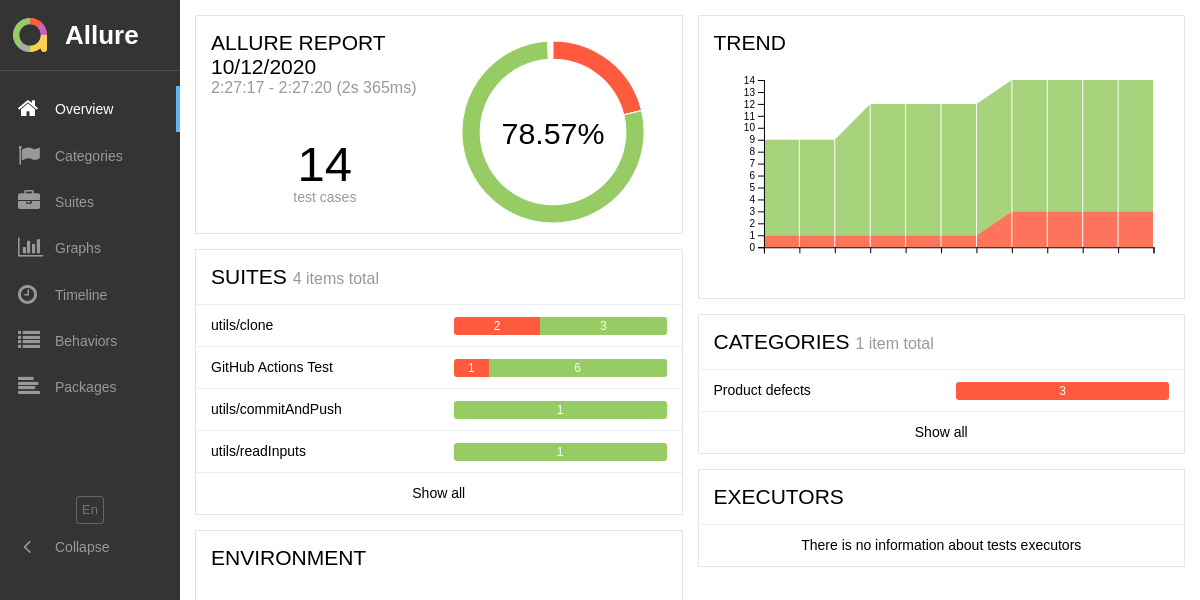 Allure
Overview
Categories
Suites
Graphs
Timeline
Behaviors
Packages
En
Collapse
ALLURE REPORT
10/12/2020
2:27:17 - 2:27:20 (2s 365ms)
14
test cases
78.57%
SUITES 4 items total
utils/clone 2 3
GitHub Actions Test 1 6
utils/commitAndPush 1
utils/readInputs 1
Show all
ENVIRONMENT
TREND
14
13
12
11
10
9
8
7
6
5
4
3
2
1
0
CATEGORIES 1 item total
Product defects 3
Show all
EXECUTORS
There is no information about tests executors